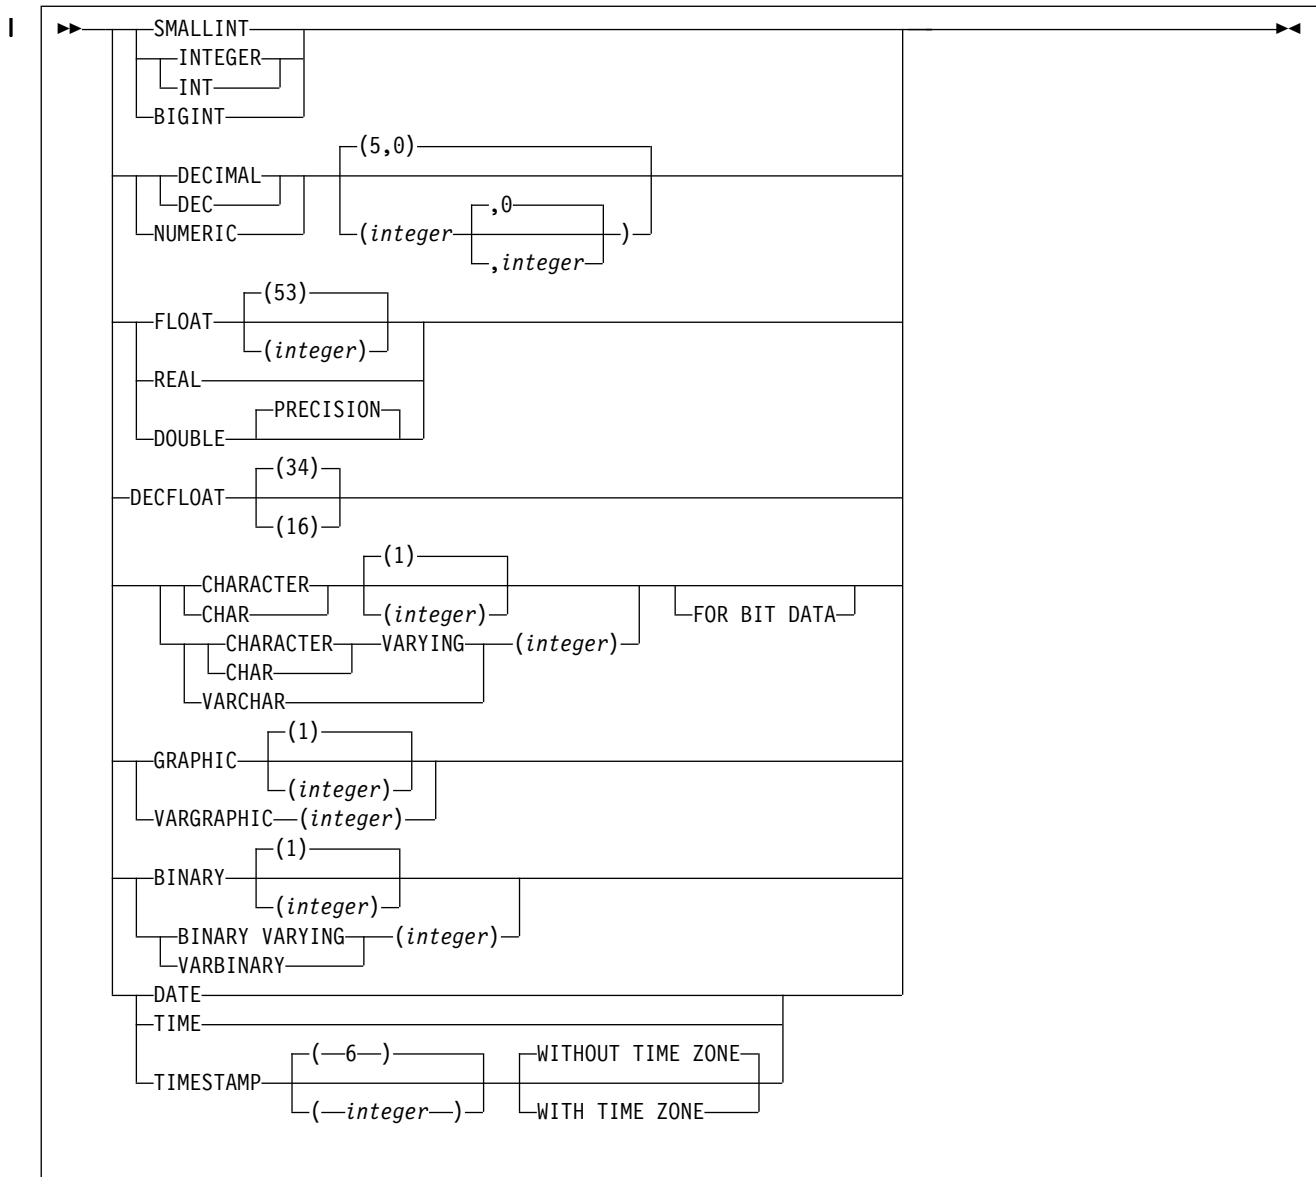 SMALLINT
INTEGER
INT
BIGINT
(5,0)
DECIMAL
DEC
,0
NUMERIC (integer )
,integer
(53)
FLOAT
(integer)
REAL
PRECISION
DOUBLE
(34)
DECFLOAT
(16)
(1)
CHARACTER
CHAR (integer) FOR BIT DATA
CHARACTER VARYING (integer)
CHAR
VARCHAR
(1)
GRAPHIC
(integer)
VARGRAPHIC (integer)
(1)
BINARY
(integer)
BINARY VARYING (integer)
VARBINARY
DATE
TIME
( 6 ) WITHOUT TIME ZONE
TIMESTAMP
( integer ) WITH TIME ZONE